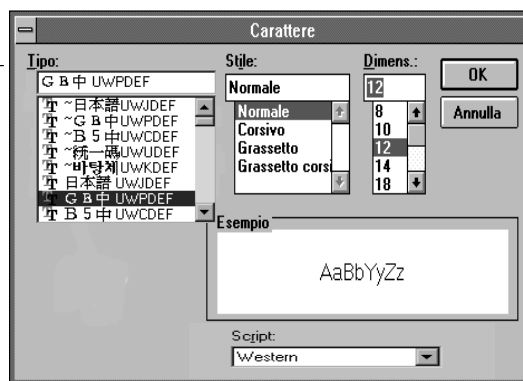 Carattere
Tipo:
G B 中 UWPDEF
~日本語UWJDEF
~G B 中UWPDEF
~B 5 中UWCDEF
~統一碼UWUDEF
~바탕체UWKDEF
日本語 UWJDEF
G B 中 UWPDEF
B 5 中 UWCDEF
Stile:
Normale
Normale
Corsivo
Grassetto
Grassetto corsi
Dimens.:
12
8
10
12
14
18
OK
Annulla
Esempio
AaBbYyZz
Script:
Western